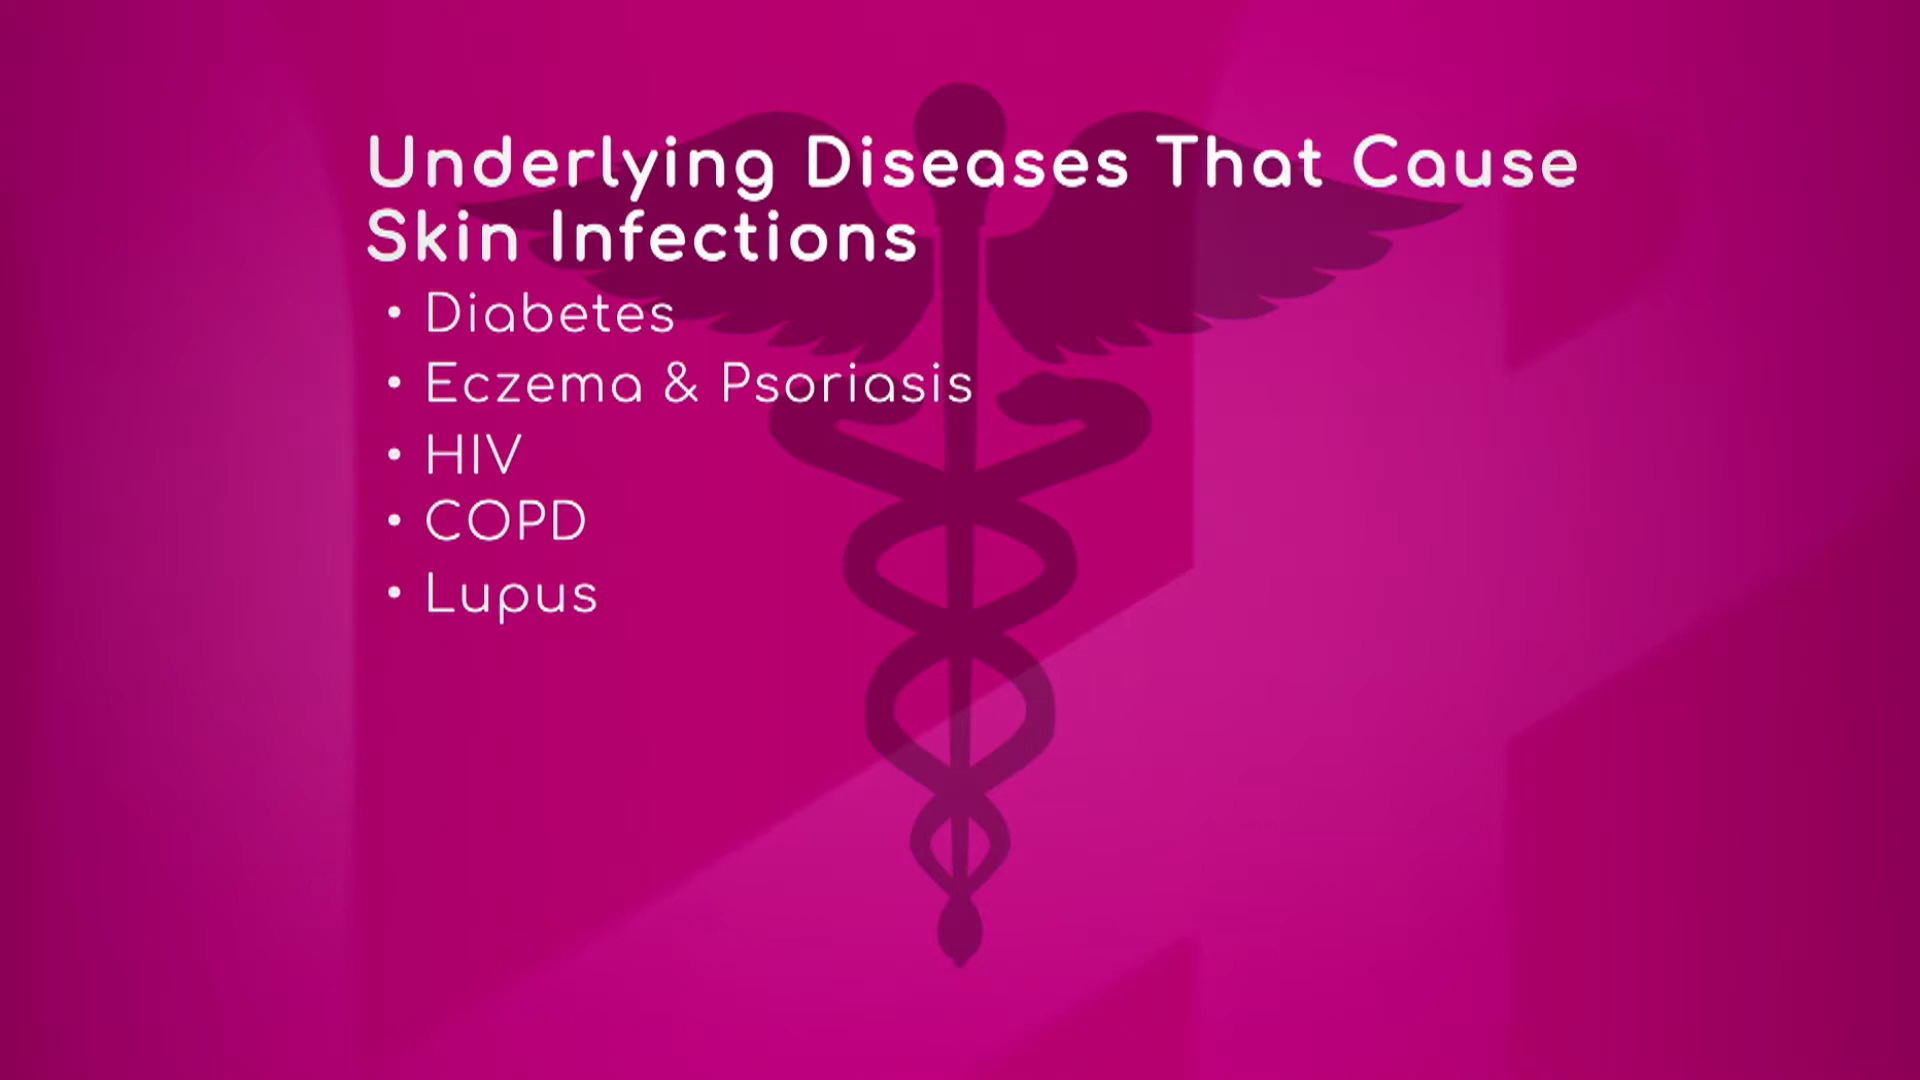 Underlying Diseases That Cause
Skin Infections
• Diabetes
• Eczema & Psoriasis
• HIV
• COPD
• Lupus